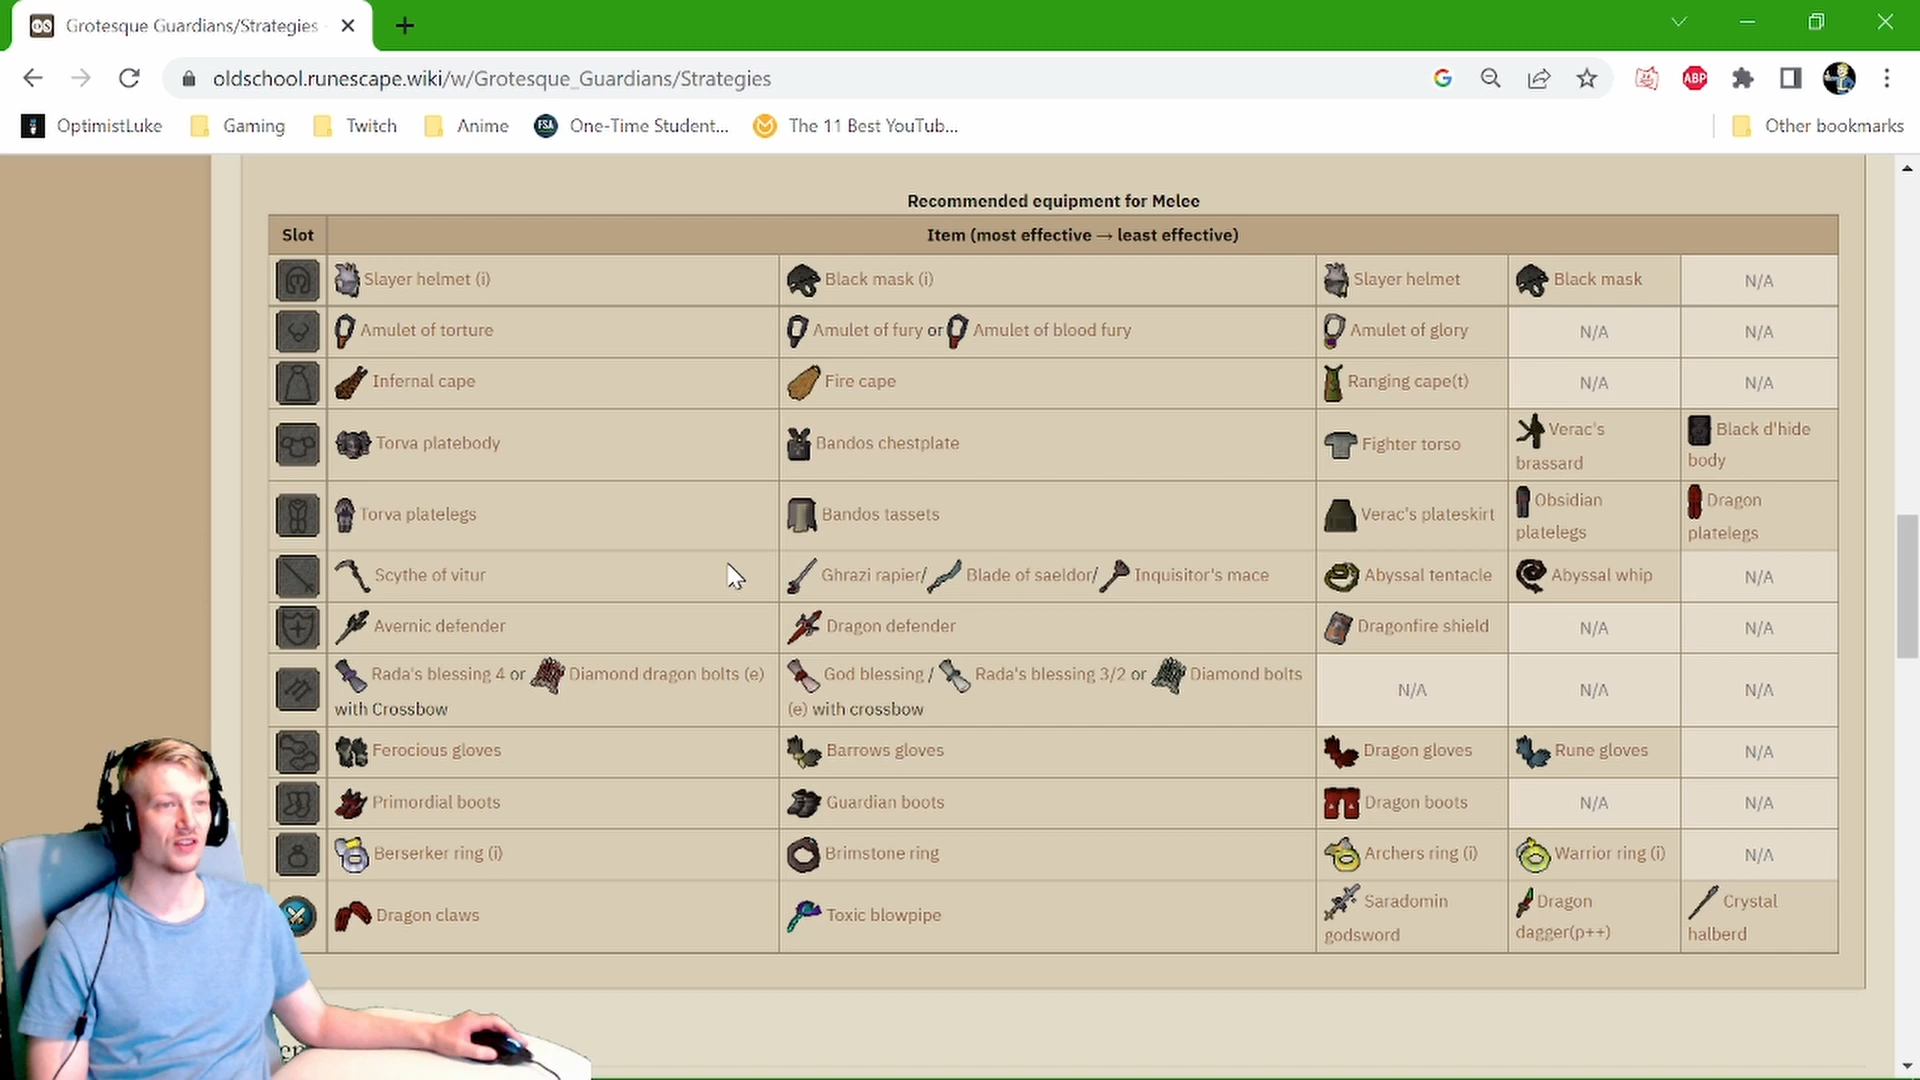 Grotesque Guardians/Strategies
oldschool.runescape.wiki/w/Grotesque_Guardians/Strategies
ABP
OptimistLuke Gaming Twitch Anime FSA One-Time Student... The 11 Best YouTub... Other bookmarks
Recommended equipment for Melee
Slot Item (most effective → least effective)
Slayer helmet (i) Black mask (i) Slayer helmet Black mask N/A
Amulet of torture Amulet of fury or Amulet of blood fury Amulet of glory N/A N/A
Infernal cape Fire cape Ranging cape(t) N/A N/A
Torva platebody Bandos chestplate Fighter torso Verac's brassard Black d'hide body
Torva platelegs Bandos tassets Verac's plateskirt Obsidian platelegs Dragon platelegs
Scythe of vitur Ghrazi rapier/ Blade of saeldor/ Inquisitor's mace Abyssal tentacle Abyssal whip N/A
Avernic defender Dragon defender Dragonfire shield N/A N/A
Rada's blessing 4 or Diamond dragon bolts (e) with Crossbow God blessing / Rada's blessing 3/2 or Diamond bolts (e) with crossbow N/A N/A N/A
Ferocious gloves Barrows gloves Dragon gloves Rune gloves N/A
Primordial boots Guardian boots Dragon boots N/A N/A
Berserker ring (i) Brimstone ring Archers ring (i) Warrior ring (i) N/A
Dragon claws Toxic blowpipe Saradomin godsword Dragon dagger(p++) Crystal halberd